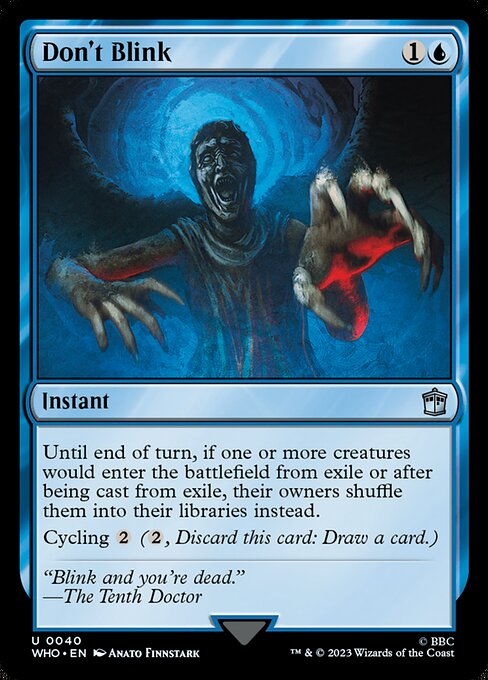 Don't Blink 1
Instant
Until end of turn, if one or more creatures
would enter the battlefield from exile or after
being cast from exile, their owners shuffle
them into their libraries instead.
Cycling 2 (2, Discard this card: Draw a card.)
“Blink and you're dead.”
—The Tenth Doctor
U 0040
WHO • EN Anato Finnstark
© BBC
™ & © 2023 Wizards of the Coast